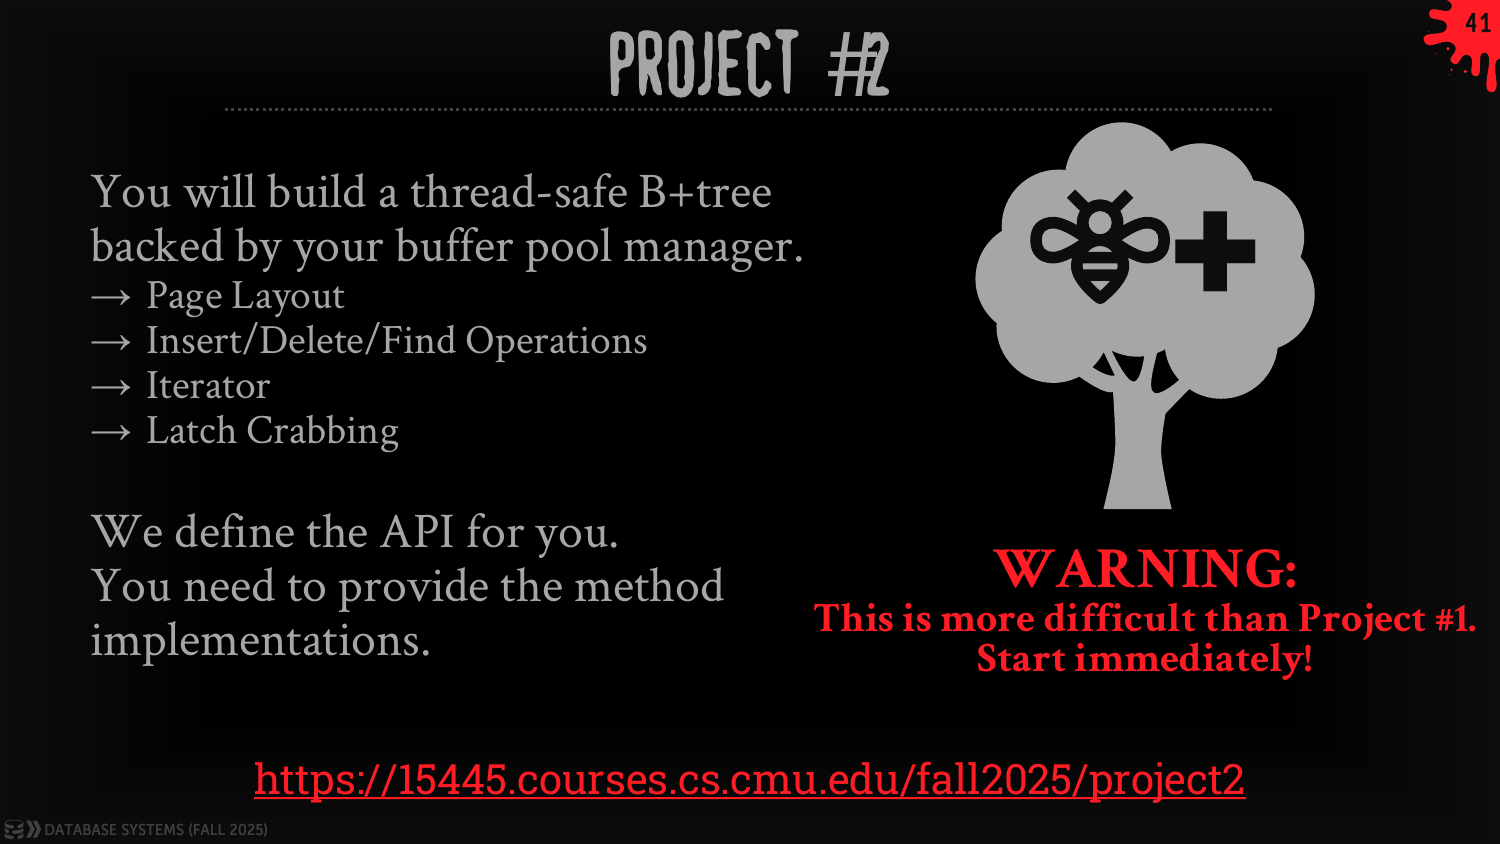 41
PROJECT #2
You will build a thread-safe B+tree
backed by your buffer pool manager.
→ Page Layout
→ Insert/Delete/Find Operations
→ Iterator
→ Latch Crabbing
We define the API for you.
You need to provide the method
implementations.
+
WARNING:
This is more difficult than Project #1.
Start immediately!
https://15445.courses.cs.cmu.edu/fall2025/project2
DATABASE SYSTEMS (FALL 2025)